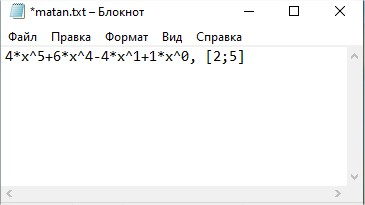 *matan.txt – Блокнот
Файл Правка Формат Вид Справка
4*x^5+6*x^4-4*x^1+1*x^0, [2;5]